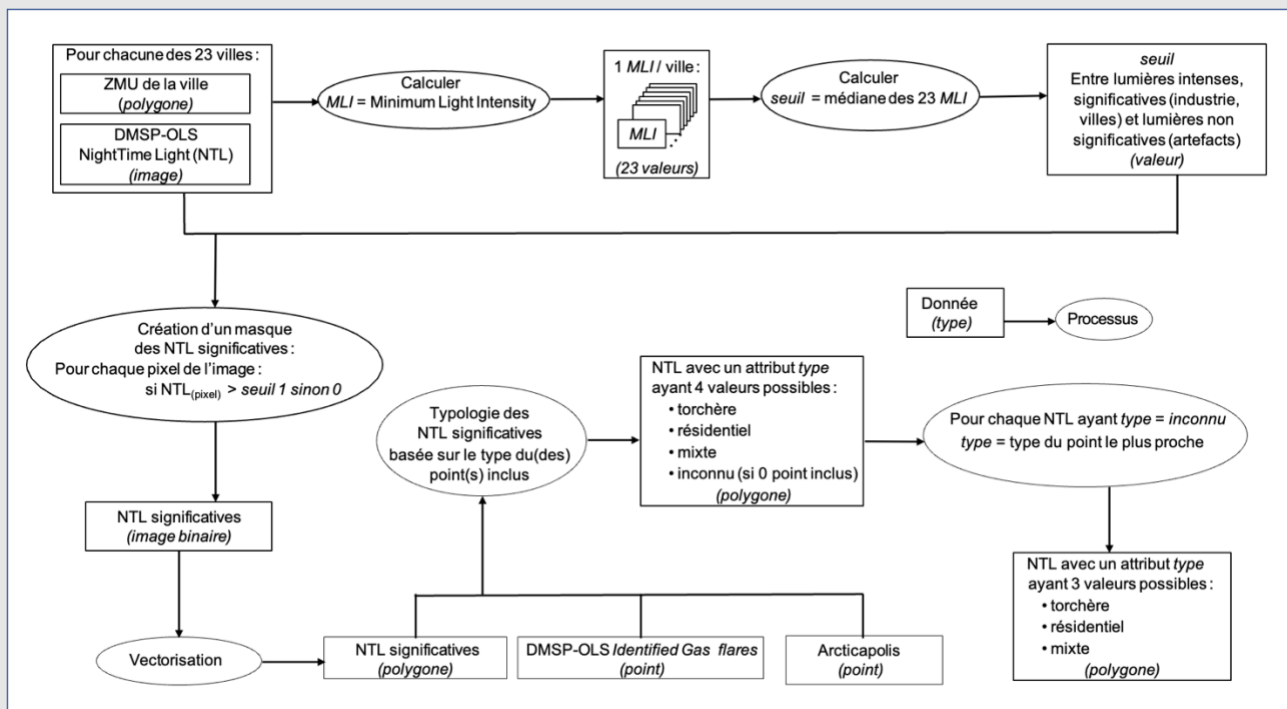 Pour chacune des 23 villes :
ZMU de la ville
(polygone)
DMSP-OLS
NightTime Light (NTL)
(image)
Calculer
MLI = Minimum Light Intensity
1 MLI / ville :
MLI
(23 valeurs)
Calculer
seuil = médiane des 23 MLI
seuil
Entre lumières intenses,
significatives (industrie,
villes) et lumières non
significatives (artefacts)
(valeur)
Création d’un masque
des NTL significatives :
Pour chaque pixel de l’image :
si NTL(pixel) > seuil 1 sinon 0
Donnée
(type)
Processus
Typologie des
NTL significatives
basée sur le type du(des)
point(s) inclus
NTL avec un attribut type
ayant 4 valeurs possibles :
• torchère
• résidentiel
• mixte
• inconnu (si 0 point inclus)
(polygone)
Pour chaque NTL ayant type = inconnu
type = type du point le plus proche
NTL significatives
(image binaire)
NTL avec un attribut type
ayant 3 valeurs possibles :
• torchère
• résidentiel
• mixte
(polygone)
Vectorisation
NTL significatives
(polygone)
DMSP-OLS Identified Gas flares
(point)
Arcticapolis
(point)